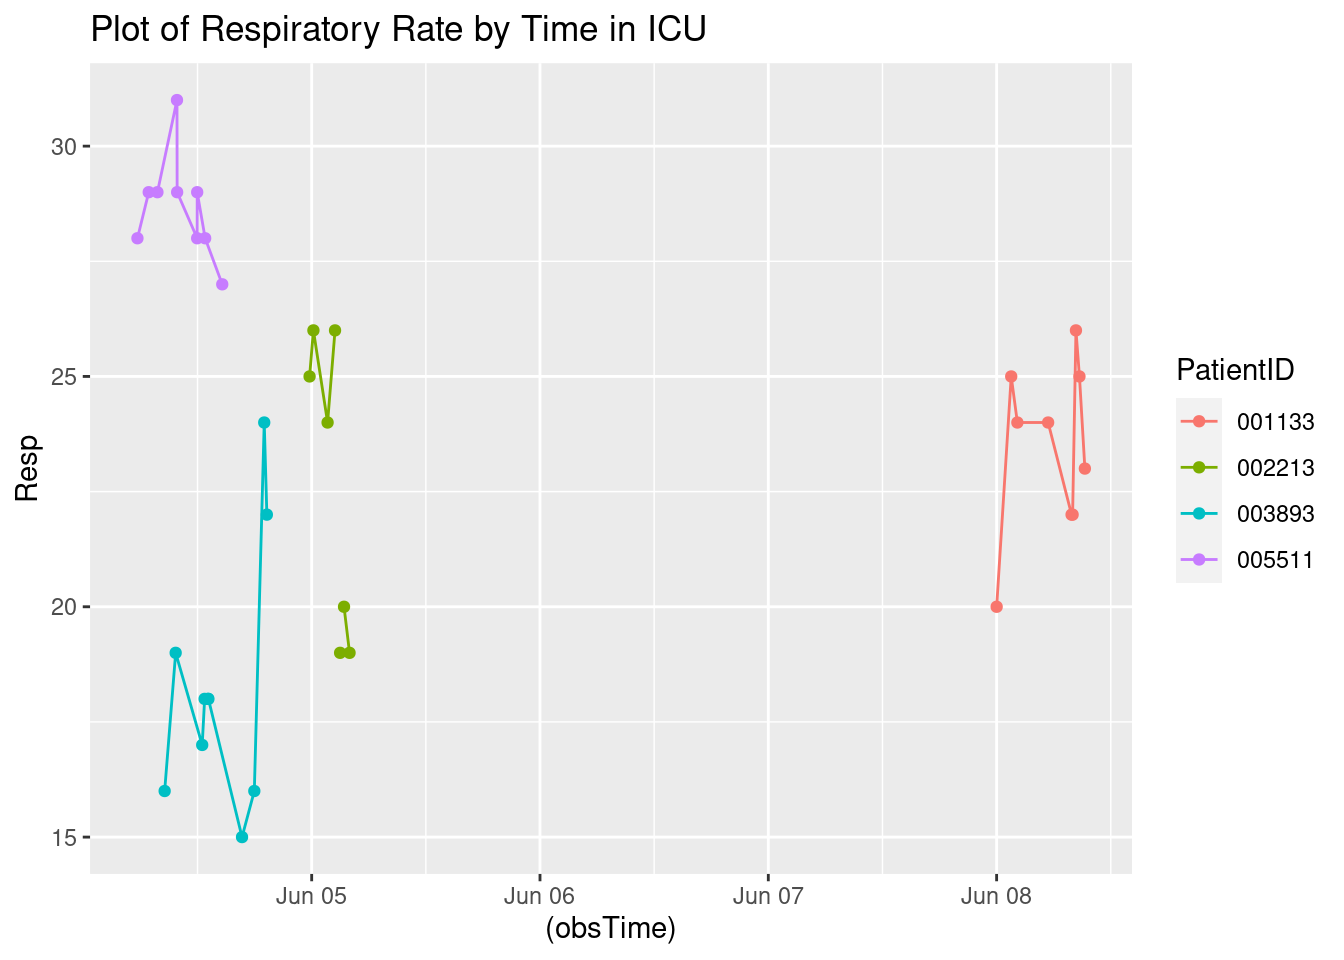 Plot of Respiratory Rate by Time in ICU
30
25
20
15
Resp
Jun 05 Jun 06 Jun 07 Jun 08
(obsTime)
PatientID
001133
002213
003893
005511